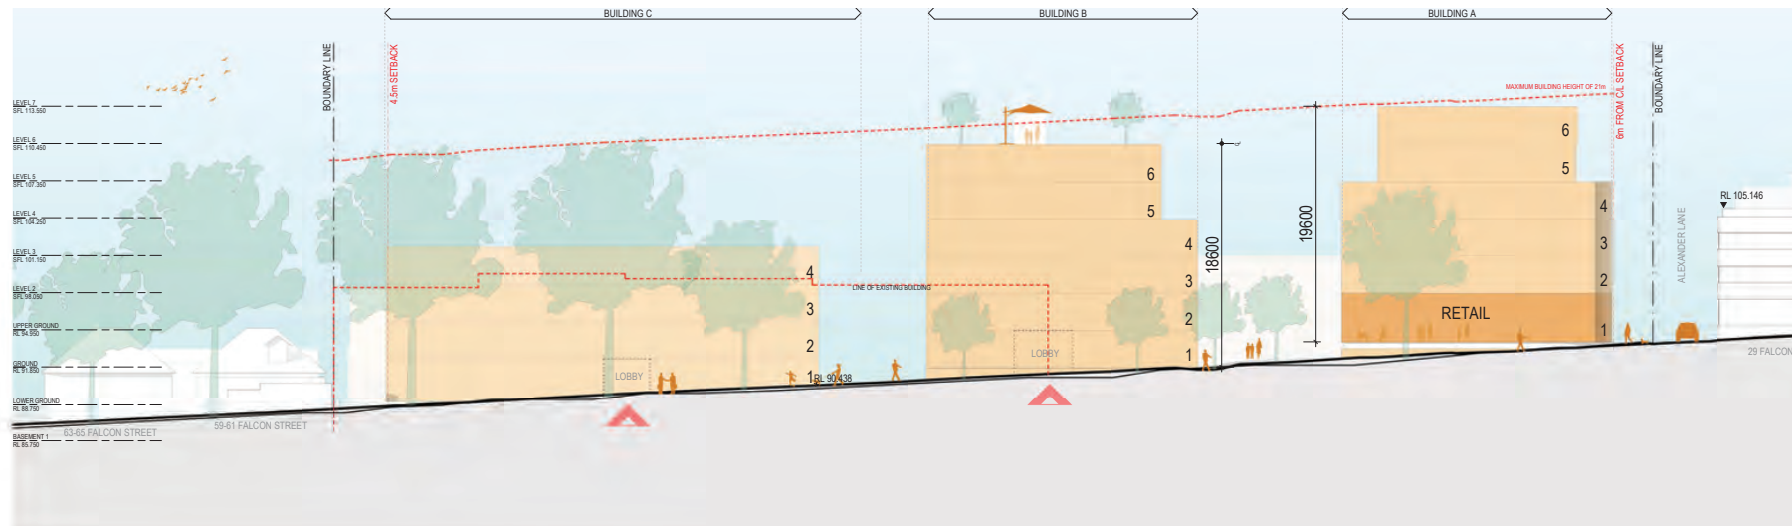 BUILDING C
BUILDING B
BUILDING A
BOUNDARY LINE
4.5m SETBACK
6m FROM C/L SETBACK
BOUNDARY LINE
MAXIMUM BUILDING HEIGHT OF 21m
LEVEL 7
SFL 113.550
LEVEL 6
SFL 110.450
LEVEL 5
SFL 107.350
LEVEL 4
SFL 104.250
LEVEL 3
SFL 101.150
LEVEL 2
SFL 98.050
UPPER GROUND
RL 94.950
GROUND
RL 91.850
LOWER GROUND
RL 88.750
BASEMENT 1
RL 85.750
63-65 FALCON STREET
59-61 FALCON STREET
4
3
2
1
LOBBY
RL 90.438
LINE OF EXISTING BUILDING
6
5
4
3
2
1
LOBBY
18600
19600
6
5
4
3
2
1
RETAIL
ALEXANDER LANE
RL 105.146
29 FALCON